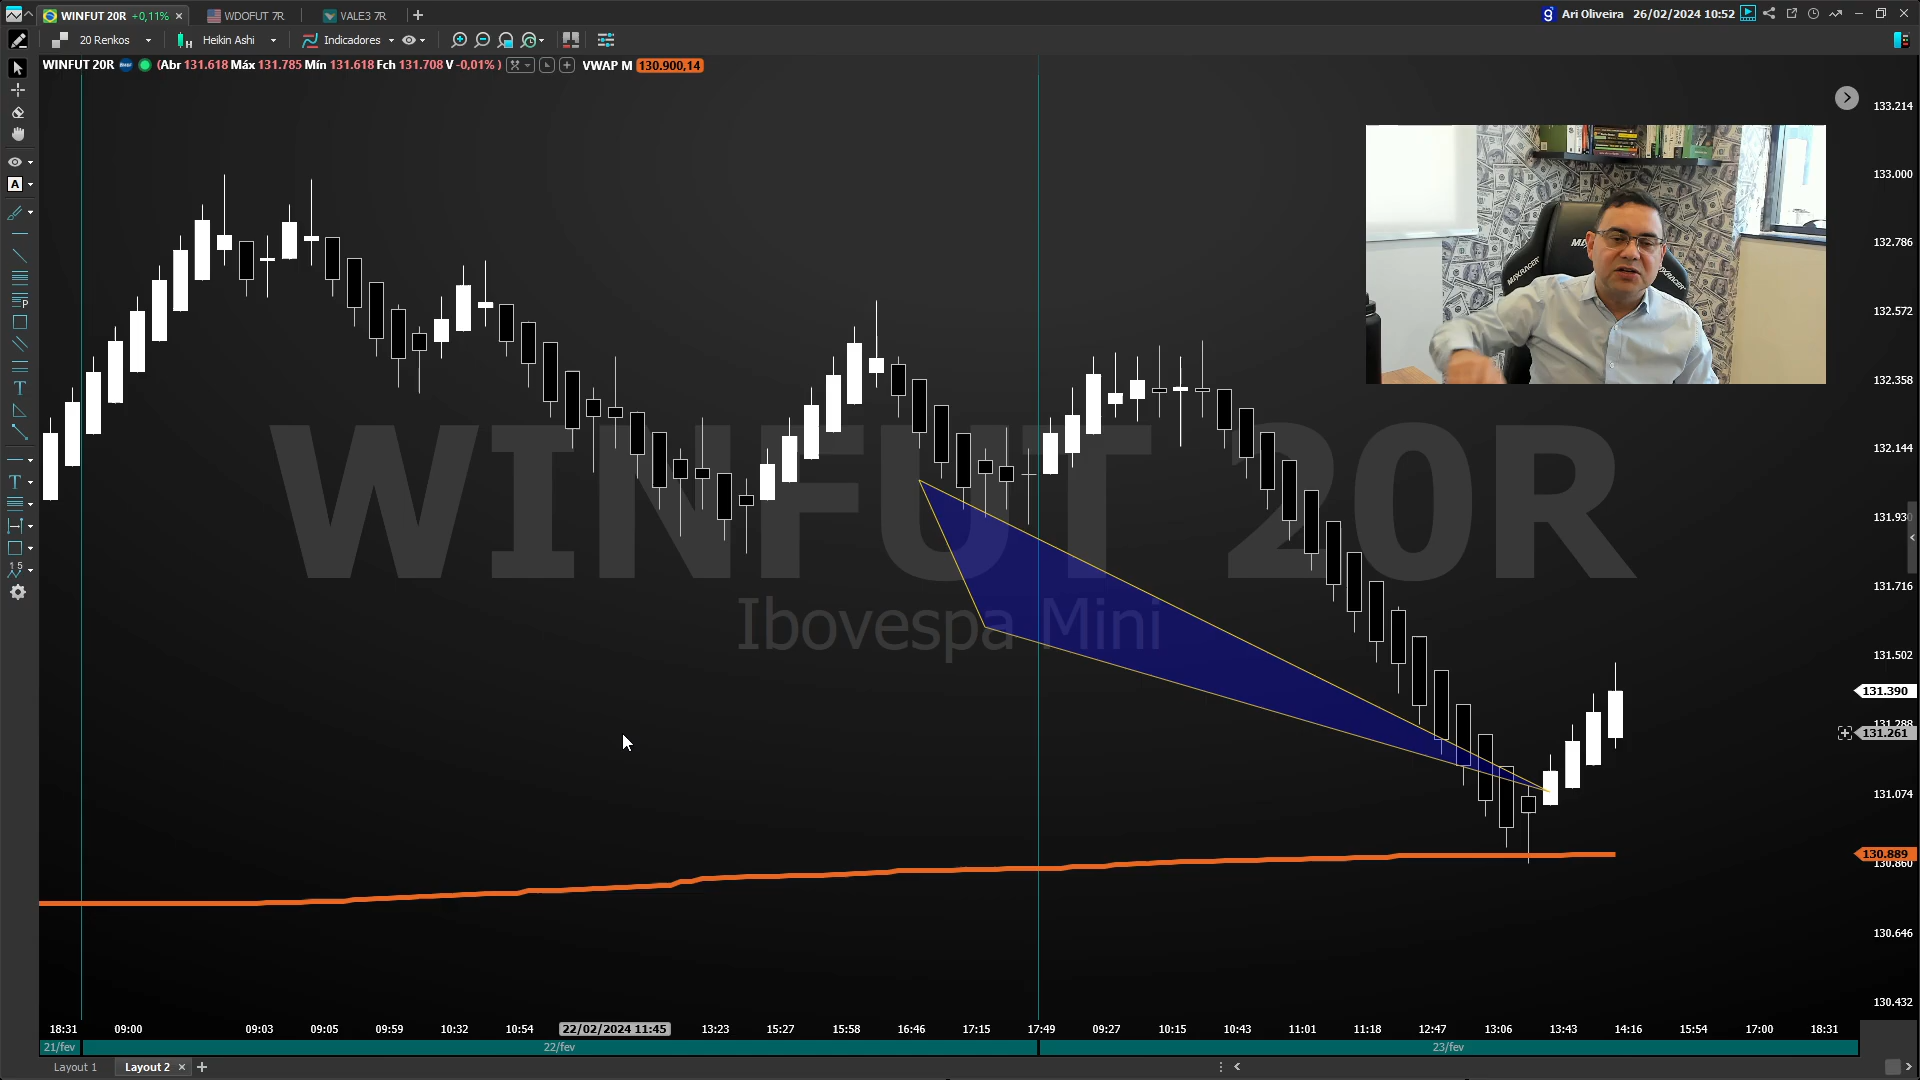 WINFUT 20R +0,11% ×
WDOFUT 7R
VALE3 7R
Ari Oliveira 26/02/2024 10:52
20 Renkos
Heikin Ashi
Indicadores
WINFUT 20R (Abr 131.618 Máx 131.785 Mín 131.618 Fch 131.708 V -0,01% ) VWAP M 130.900,14
133.214
133.000
132.786
132.572
132.358
132.144
131.930
131.716
131.502
131.390
131.288
131.261
131.074
130.889
130.860
130.646
130.432
MAXRACER
WINFUT 20R
Ibovespa Mini
18:31 09:00 09:03 09:05 09:59 10:32 10:54 22/02/2024 11:45 13:23 15:27 15:58 16:46 17:15 17:49 09:27 10:15 10:43 11:01 11:18 12:47 13:06 13:43 14:16 15:54 17:00 18:31
21/fev 22/fev 23/fev
Layout 1 Layout 2 × +